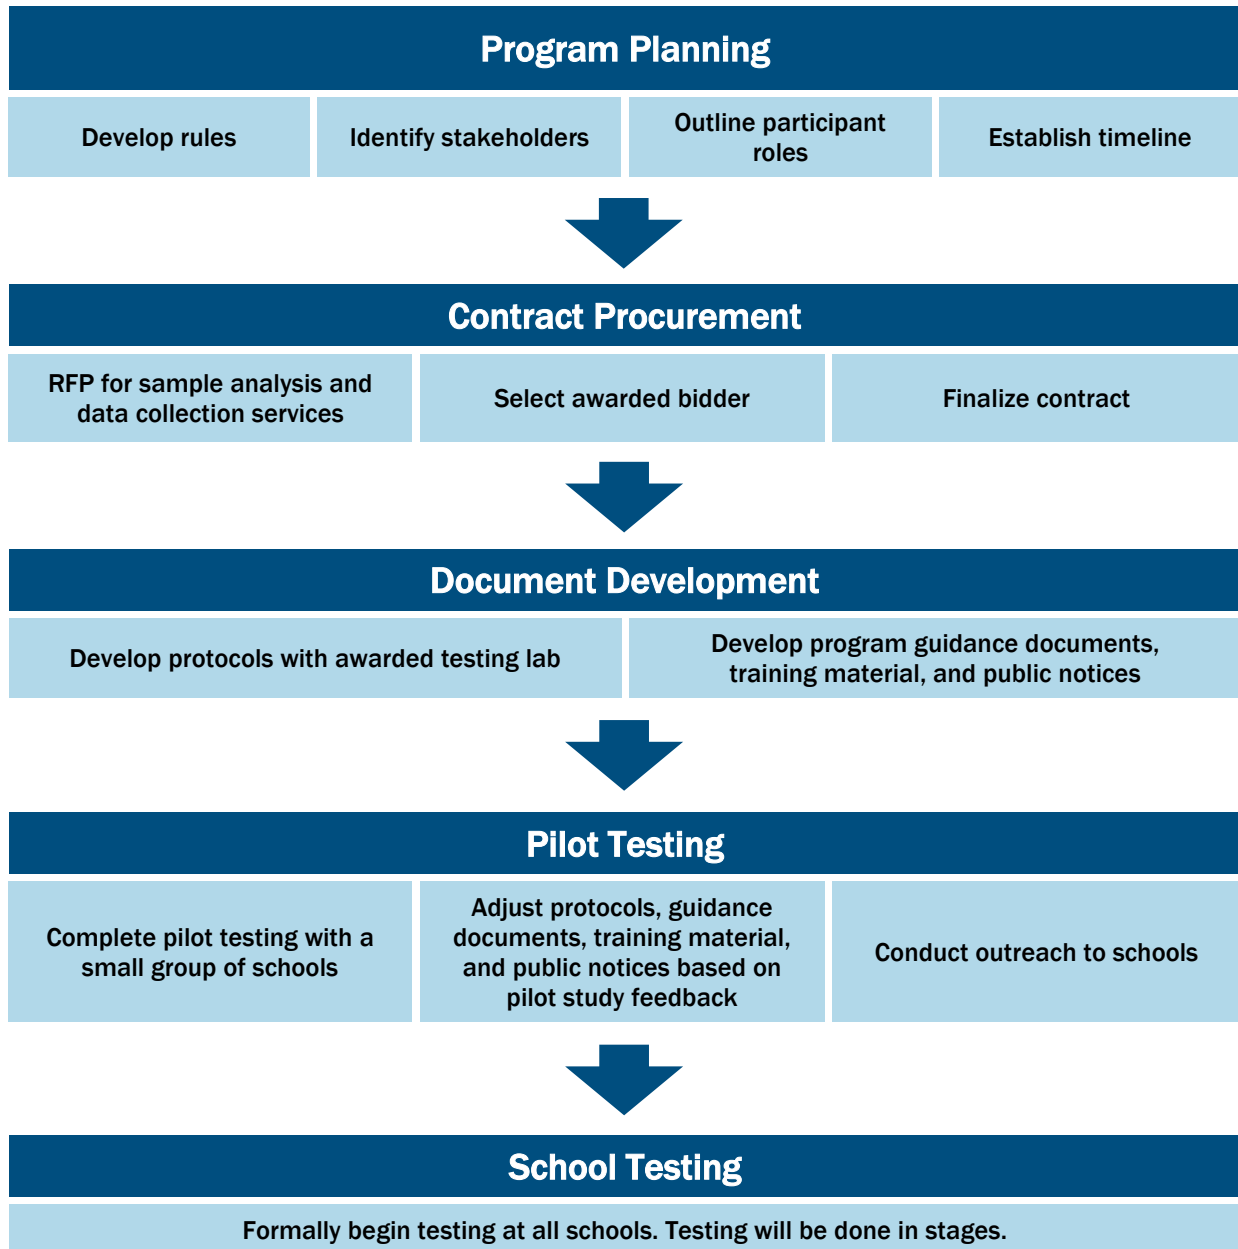 Program Planning
Develop rules
Identify stakeholders
Outline participant
roles
Establish timeline
Contract Procurement
RFP for sample analysis and
data collection services
Select awarded bidder
Finalize contract
Document Development
Develop protocols with awarded testing lab
Develop program guidance documents,
training material, and public notices
Pilot Testing
Complete pilot testing with a
small group of schools
Adjust protocols, guidance
documents, training material,
and public notices based on
pilot study feedback
Conduct outreach to schools
School Testing
Formally begin testing at all schools. Testing will be done in stages.